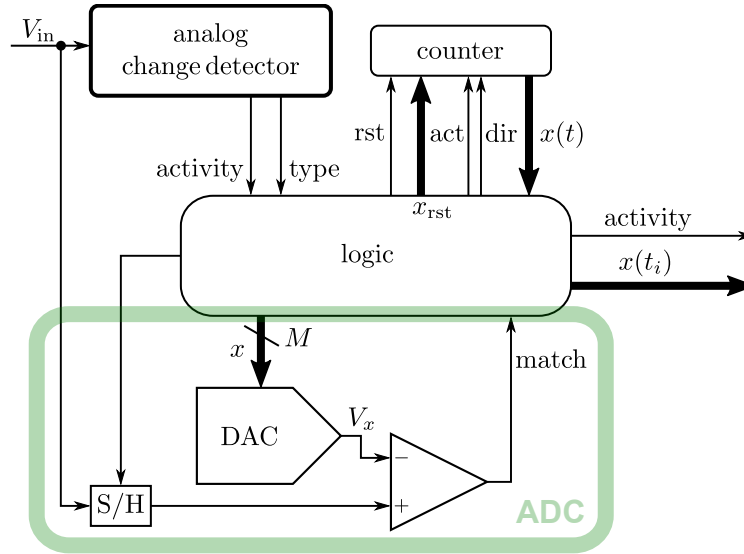 V_in
analog
change detector
counter
rst
act
dir
x(t)
activity
type
x_rst
logic
activity
x(t_i)
x
M
match
DAC
V_x
−
+
S/H
ADC